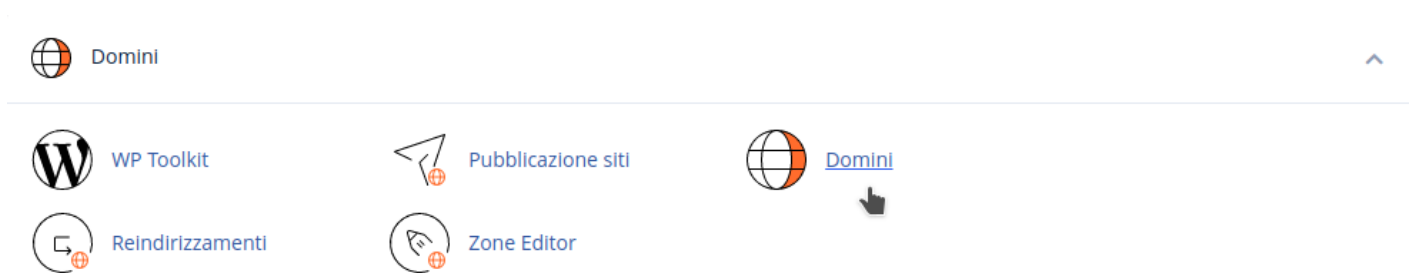 Domini
WP Toolkit
Pubblicazione siti
Domini
Reindirizzamenti
Zone Editor